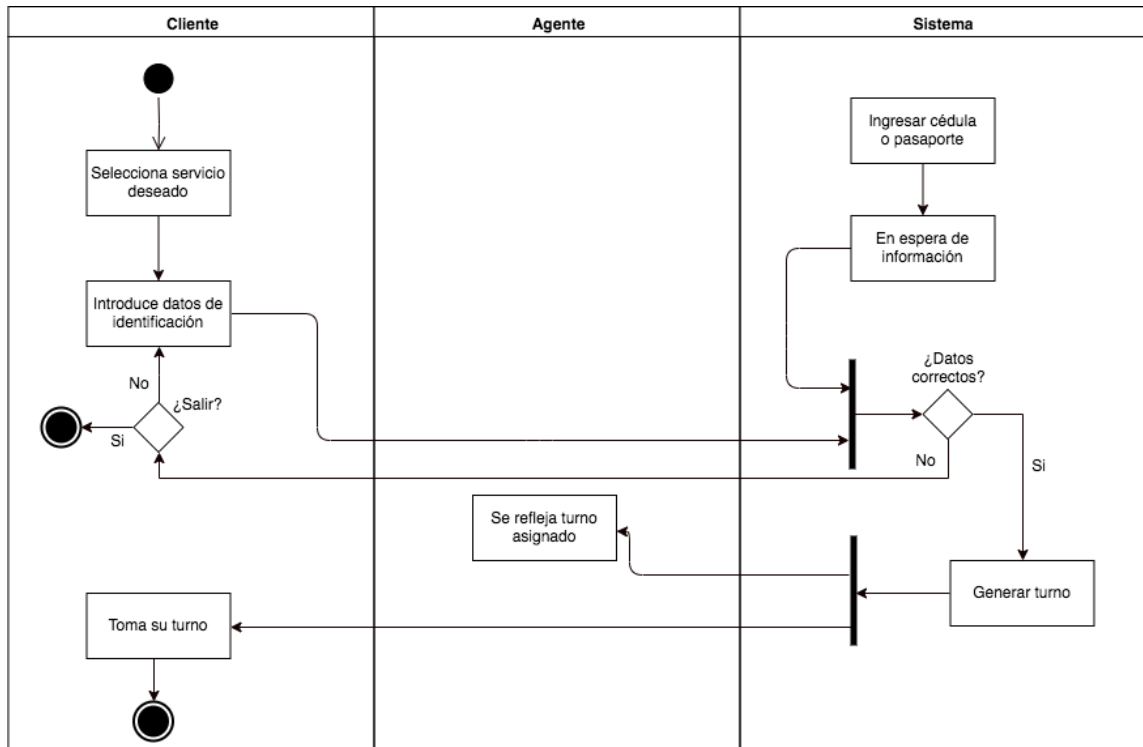 Cliente
Agente
Sistema
Ingresar cédula
o pasaporte
Selecciona servicio
deseado
En espera de
información
Introduce datos de
identificación
¿Datos
correctos?
No
¿Salir?
Si
No
Si
Se refleja turno
asignado
Generar turno
Toma su turno